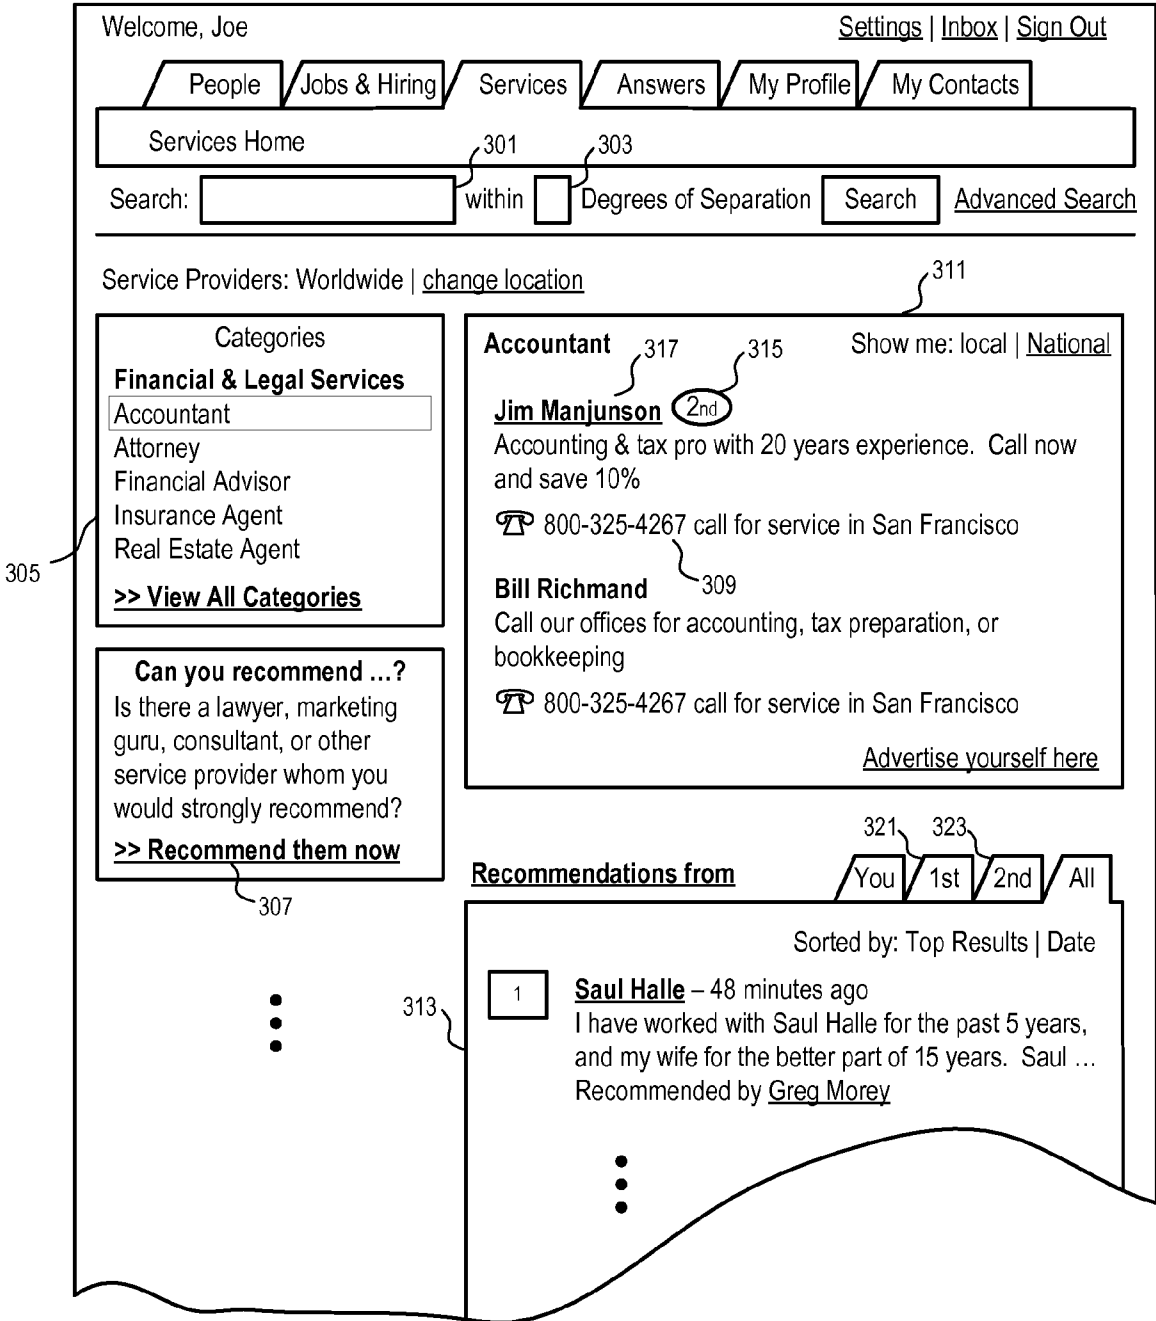 Welcome, Joe
Settings | Inbox | Sign Out
People Jobs & Hiring Services Answers My Profile My Contacts
Services Home
301
303
Search: within Degrees of Separation Search Advanced Search
Service Providers: Worldwide | change location
311
Categories
Financial & Legal Services
Accountant
Attorney
Financial Advisor
Insurance Agent
Real Estate Agent
>> View All Categories
305
Accountant
317
315
Show me: local | National
Jim Manjunson 2nd
Accounting & tax pro with 20 years experience. Call now
and save 10%
800-325-4267 call for service in San Francisco
309
Bill Richmand
Call our offices for accounting, tax preparation, or
bookkeeping
800-325-4267 call for service in San Francisco
Advertise yourself here
Can you recommend ...?
Is there a lawyer, marketing
guru, consultant, or other
service provider whom you
would strongly recommend?
>> Recommend them now
307
321
323
Recommendations from
You 1st 2nd All
Sorted by: Top Results | Date
313
1
Saul Halle – 48 minutes ago
I have worked with Saul Halle for the past 5 years,
and my wife for the better part of 15 years. Saul ...
Recommended by Greg Morey